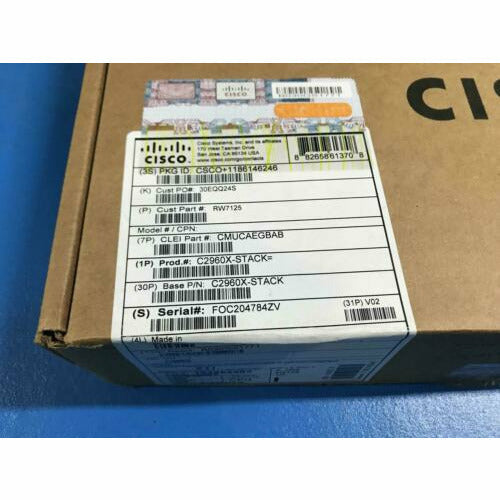 CISCO
CIS
CISCO
Cisco Systems, Inc. and its affiliates
170 West Tasman Drive
San Jose, CA 95134 USA
www.cisco.com/go/contacts
(3S) PKG ID: CSCO+1186146246
(K) Cust PO#: 30EQQ24S
(P) Cust Part #: RW7125
Model # / CPN:
(7P) CLEI Part #: CMUCAEGBAB
(1P) Prod.#: C2960X-STACK=
(30P) Base P/N: C2960X-STACK
(S) Serial#: FOC204784ZV
(31P) V02
(4L) Made in